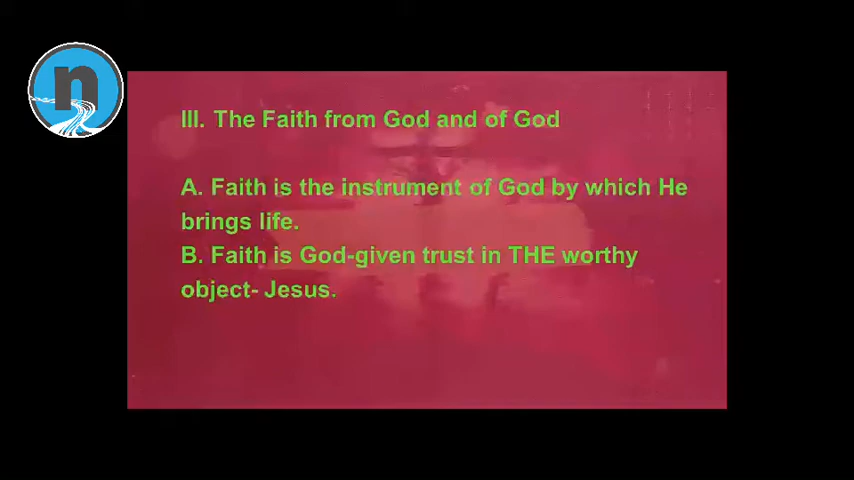 n
III. The Faith from God and of God
A. Faith is the instrument of God by which He
brings life.
B. Faith is God-given trust in THE worthy
object- Jesus.